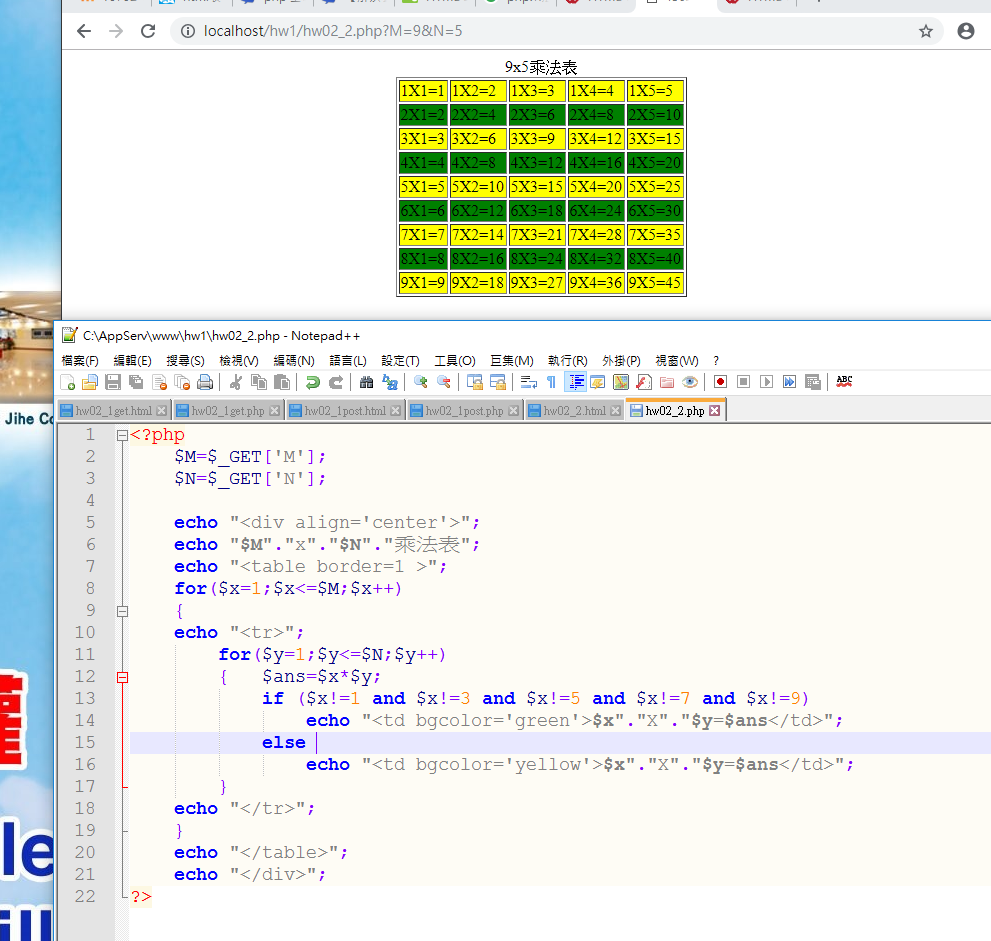 localhost/hw1/hw02_2.php?M=9&N=5
9x5乘法表
1X1=1 1X2=2 1X3=3 1X4=4 1X5=5
2X1=2 2X2=4 2X3=6 2X4=8 2X5=10
3X1=3 3X2=6 3X3=9 3X4=12 3X5=15
4X1=4 4X2=8 4X3=12 4X4=16 4X5=20
5X1=5 5X2=10 5X3=15 5X4=20 5X5=25
6X1=6 6X2=12 6X3=18 6X4=24 6X5=30
7X1=7 7X2=14 7X3=21 7X4=28 7X5=35
8X1=8 8X2=16 8X3=24 8X4=32 8X5=40
9X1=9 9X2=18 9X3=27 9X4=36 9X5=45
C:\AppServ\www\hw1\hw02_2.php - Notepad++
檔案(F) 編輯(E) 搜尋(S) 檢視(V) 編碼(N) 語言(L) 設定(T) 工具(O) 巨集(M) 執行(R) 外掛(P) 視窗(W) ?
ABC
hw02_1get.html hw02_1get.php hw02_1post.html hw02_1post.php hw02_2.html hw02_2.php
Jihe
1 <?php
2 $M=$_GET['M'];
3 $N=$_GET['N'];
4
5 echo "<div align='center'>";
6 echo "$M"."x"."$N"."乘法表";
7 echo "<table border=1 >";
8 for($x=1;$x<=$M;$x++)
9 {
10 echo "<tr>";
11 for($y=1;$y<=$N;$y++)
12 { $ans=$x*$y;
13 if ($x!=1 and $x!=3 and $x!=5 and $x!=7 and $x!=9)
14 echo "<td bgcolor='green'>$x"."X"."$y=$ans</td>";
15 else
16 echo "<td bgcolor='yellow'>$x"."X"."$y=$ans</td>";
17 }
18 echo "</tr>";
19 }
20 echo "</table>";
21 echo "</div>";
22 ?>